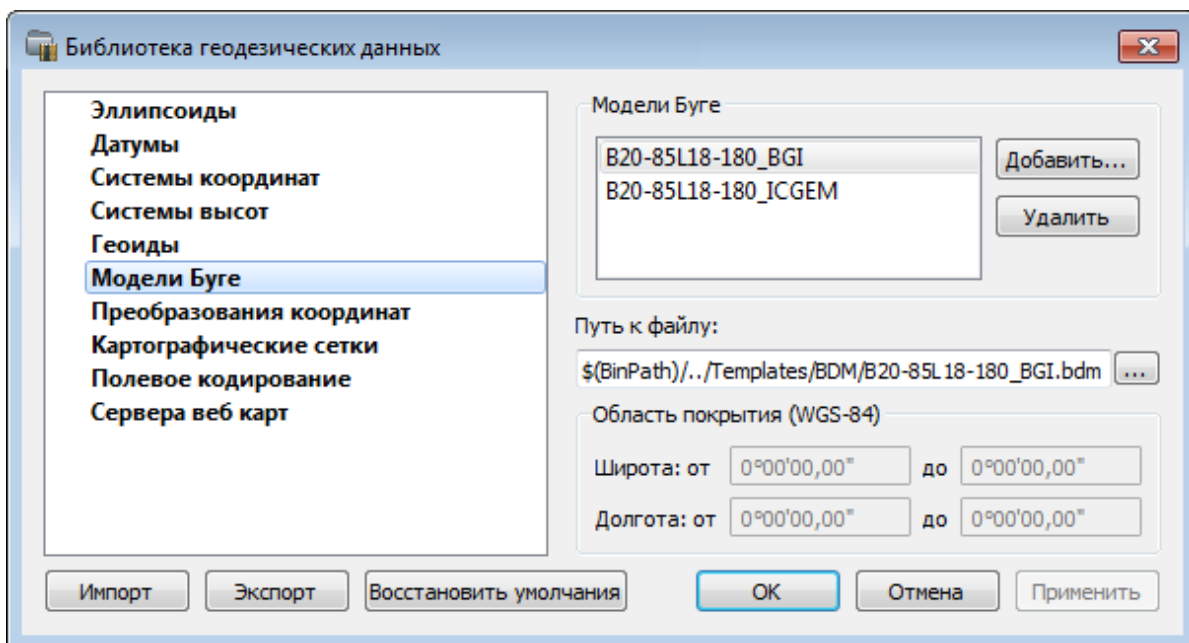 Библиотека геодезических данных
Эллипсоиды
Датумы
Системы координат
Системы высот
Геоиды
Модели Буге
Преобразования координат
Картографические сетки
Полевое кодирование
Сервера веб карт
Модели Буге
B20-85L18-180_BGI
B20-85L18-180_ICGEM
Добавить...
Удалить
Путь к файлу:
$(BinPath)/../Templates/BDM/B20-85L18-180_BGI.bdm ...
Область покрытия (WGS-84)
Широта: от 0°00'00,00" до 0°00'00,00"
Долгота: от 0°00'00,00" до 0°00'00,00"
Импорт Экспорт Восстановить умолчания OK Отмена Применить